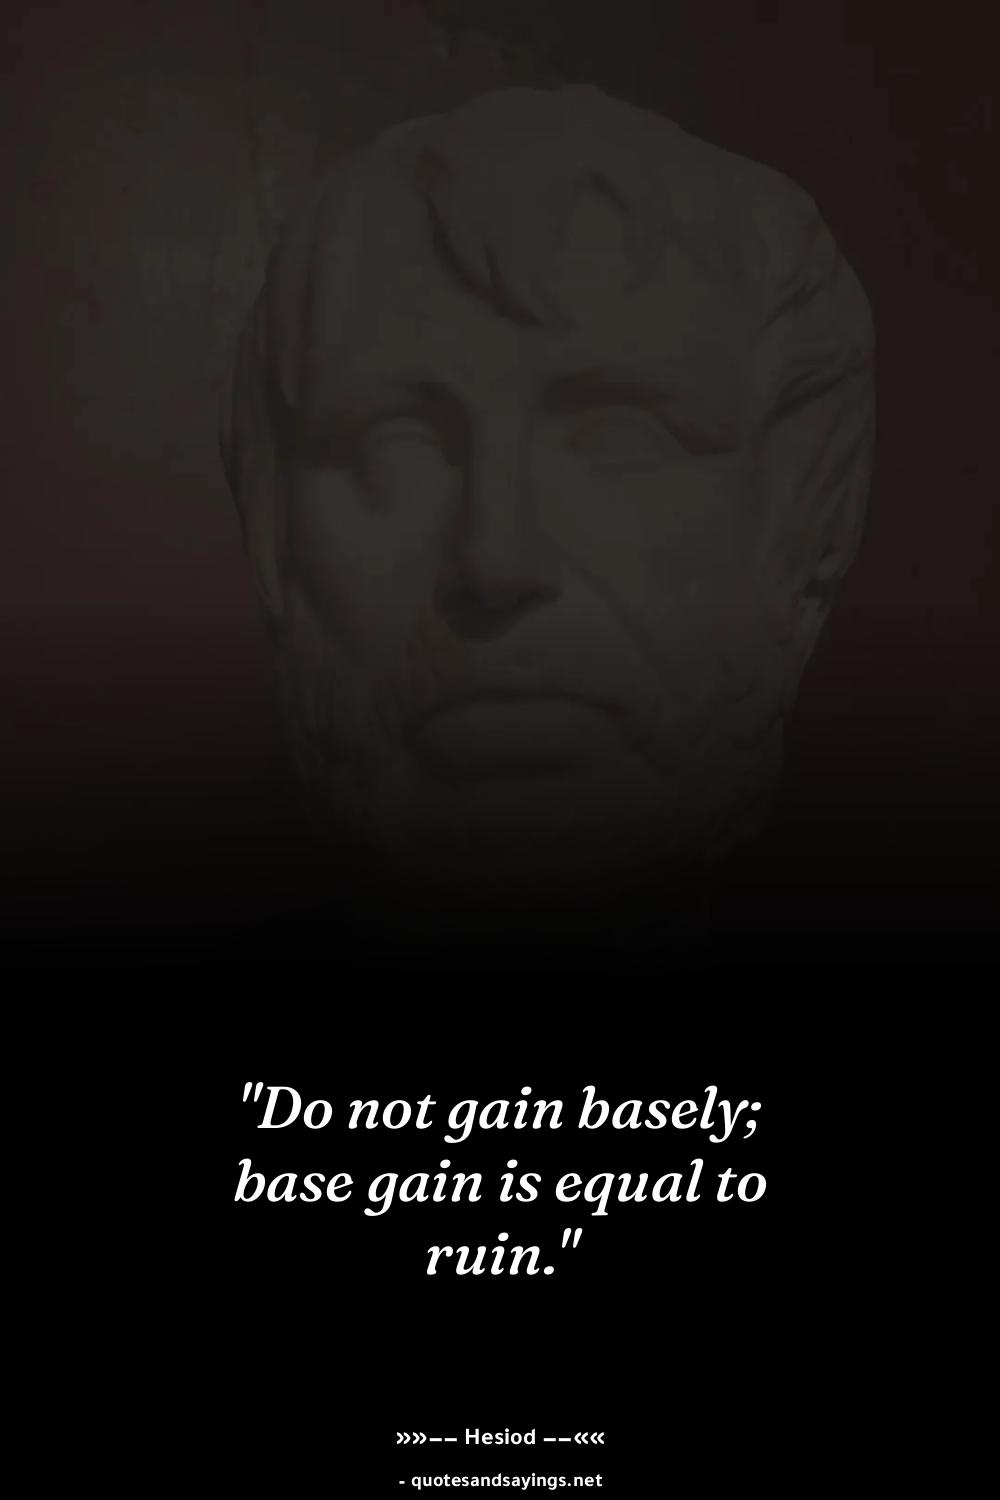 "Do not gain basely;
base gain is equal to
ruin."
»»−− Hesiod −−««
- quotesandsayings.net